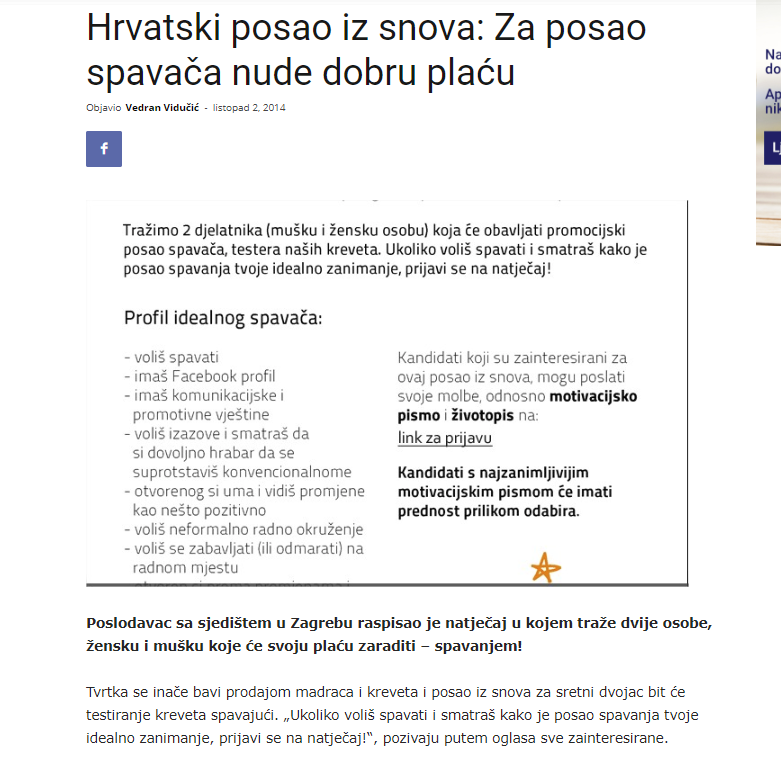 Hrvatski posao iz snova: Za posao
spavača nude dobru plaću
Objavio Vedran Vidučić - listopad 2, 2014
f
Tražimo 2 djelatnika (mušku i žensku osobu) koja će obavljati promocijski
posao spavača, testera naših kreveta. Ukoliko voliš spavati i smatraš kako je
posao spavanja tvoje idealno zanimanje, prijavi se na natječaj!
Profil idealnog spavača:
- voliš spavati
- imaš Facebook profil
- imaš komunikacijske i
promotivne vještine
- voliš izazove i smatraš da
si dovoljno hrabar da se
suprotstaviš konvencionalnome
- otvorenog si uma i vidiš promjene
kao nešto pozitivno
- voliš neformalno radno okruženje
- voliš se zabavljati (ili odmarati) na
radnom mjestu
Kandidati koji su zainteresirani za
ovaj posao iz snova, mogu poslati
svoje molbe, odnosno motivacijsko
pismo i životopis na:
link za prijavu
Kandidati s najzanimljivijim
motivacijskim pismom će imati
prednost prilikom odabira.
Poslodavac sa sjedištem u Zagrebu raspisao je natječaj u kojem traže dvije osobe,
žensku i mušku koje će svoju plaću zaraditi – spavanjem!
Tvrtka se inače bavi prodajom madraca i kreveta i posao iz snova za sretni dvojac bit će
testiranje kreveta spavajući. „Ukoliko voliš spavati i smatraš kako je posao spavanja tvoje
idealno zanimanje, prijavi se na natječaj!“, pozivaju putem oglasa sve zainteresirane.
Na
do
Ap
nik